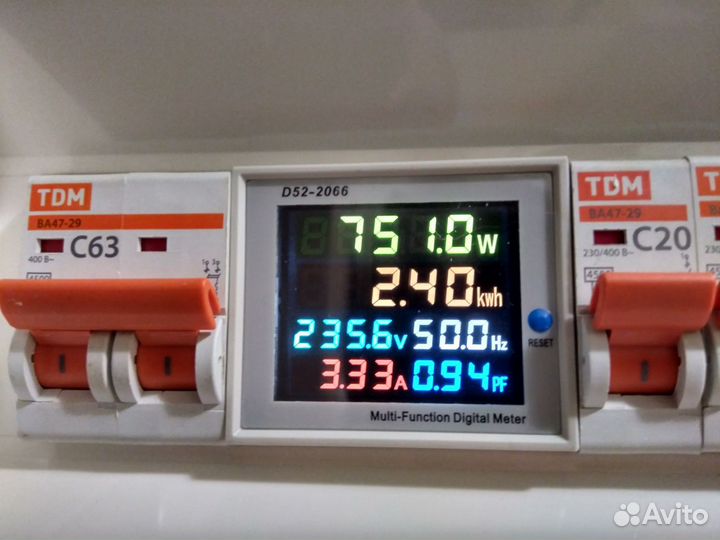 TDM
BA47-29
C63
400 В~
4500
D52-2066
751.0W
2.40kwh
235.6V 50.0Hz
3.33A 0.94PF
RESET
Multi-Function Digital Meter
TDM
BA47-29
C20
230/400 В~
Avito